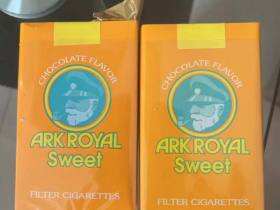 CHOCOLATE FLAVOR
ARK ROYAL
Sweet
FILTER CIGARETTES
CHOCOLATE FLAVOR
ARK ROYAL
Sweet
FILTER CIGARETTES